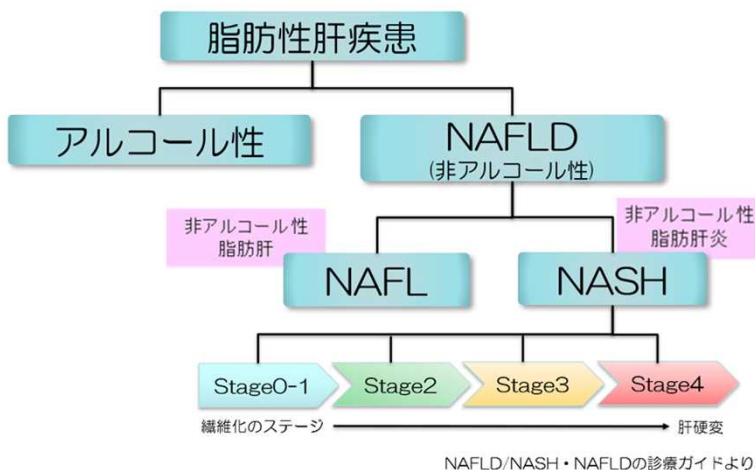 脂肪性肝疾患
アルコール性
NAFLD
(非アルコール性)
非アルコール性
脂肪肝
非アルコール性
脂肪肝炎
NAFL
NASH
Stage0-1
Stage2
Stage3
Stage4
繊維化のステージ
肝硬変
NAFLD/NASH・NAFLDの診療ガイドより